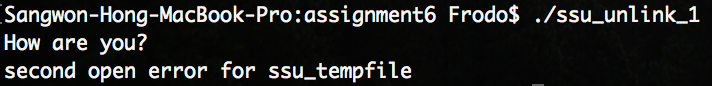 Sangwon-Hong-MacBook-Pro:assignment6 Frodo$ ./ssu_unlink_1
How are you?
second open error for ssu_tempfile